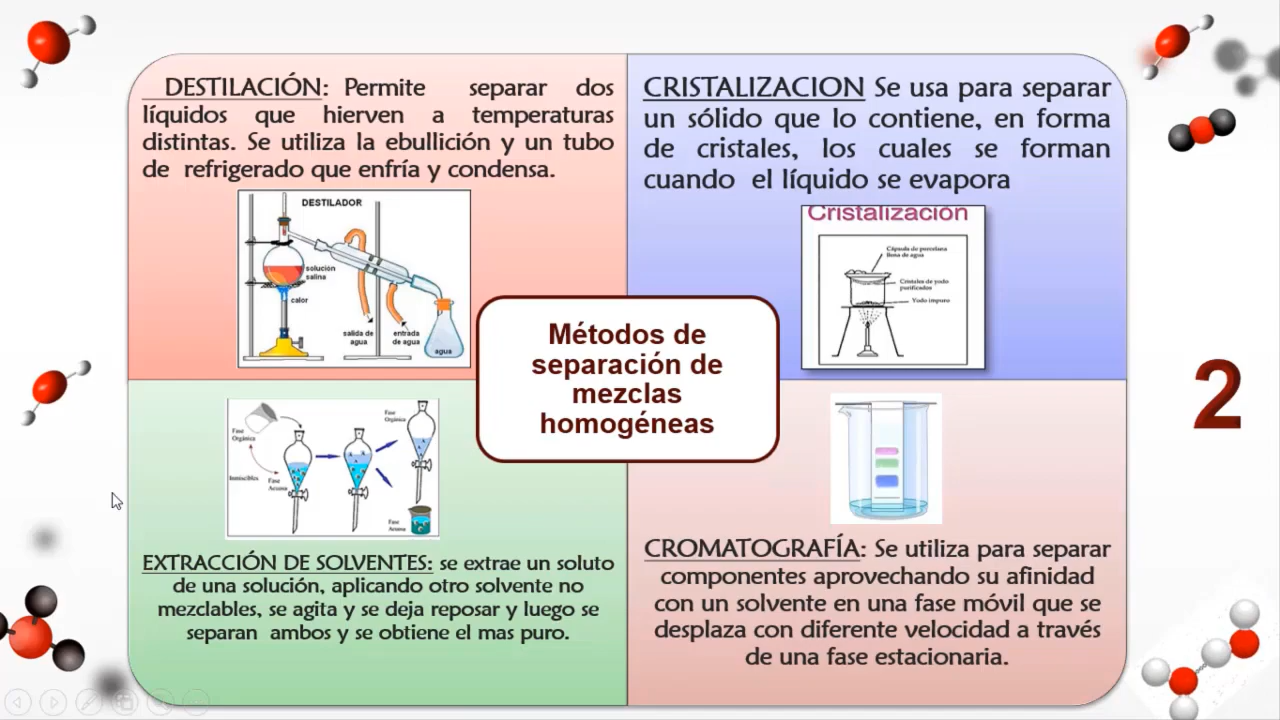 DESTILACIÓN: Permite separar dos
líquidos que hierven a temperaturas
distintas. Se utiliza la ebullición y un tubo
de refrigerado que enfría y condensa.
DESTILADOR
solución
salina
calor
salida de
agua
entrada
de agua
agua
CRISTALIZACION Se usa para separar
un sólido que lo contiene, en forma
de cristales, los cuales se forman
cuando el líquido se evapora
Cristalización
Cápsula de porcelana
llena de agua
Cristales de yodo
purificados
Yodo impuro
Métodos de
separación de
mezclas
homogéneas
2
Fase
Orgánica
Inmiscibles
Fase
Acuosa
Fase
Orgánica
Fase
Acuosa
EXTRACCIÓN DE SOLVENTES: se extrae un soluto
de una solución, aplicando otro solvente no
mezclables, se agita y se deja reposar y luego se
separan ambos y se obtiene el mas puro.
CROMATOGRAFÍA: Se utiliza para separar
componentes aprovechando su afinidad
con un solvente en una fase móvil que se
desplaza con diferente velocidad a través
de una fase estacionaria.